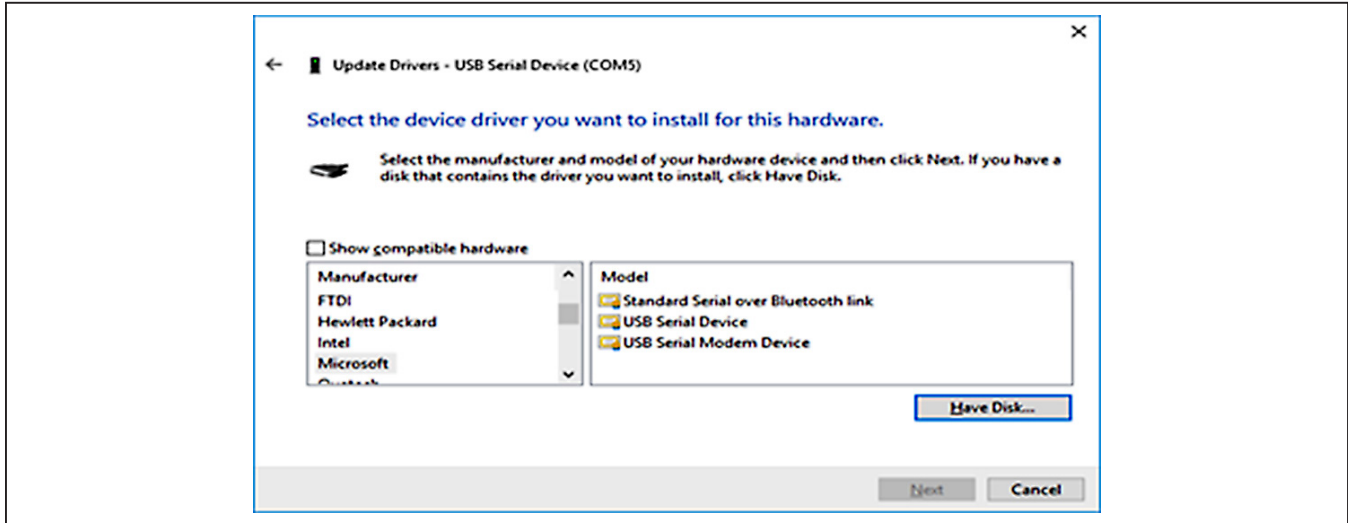 Update Drivers - USB Serial Device (COM5)
Select the device driver you want to install for this hardware.
Select the manufacturer and model of your hardware device and then click Next. If you have a
disk that contains the driver you want to install, click Have Disk.
Show compatible hardware
Manufacturer
FTDI
Hewlett Packard
Intel
Microsoft
Model
Standard Serial over Bluetooth link
USB Serial Device
USB Serial Modem Device
Have Disk...
Next
Cancel